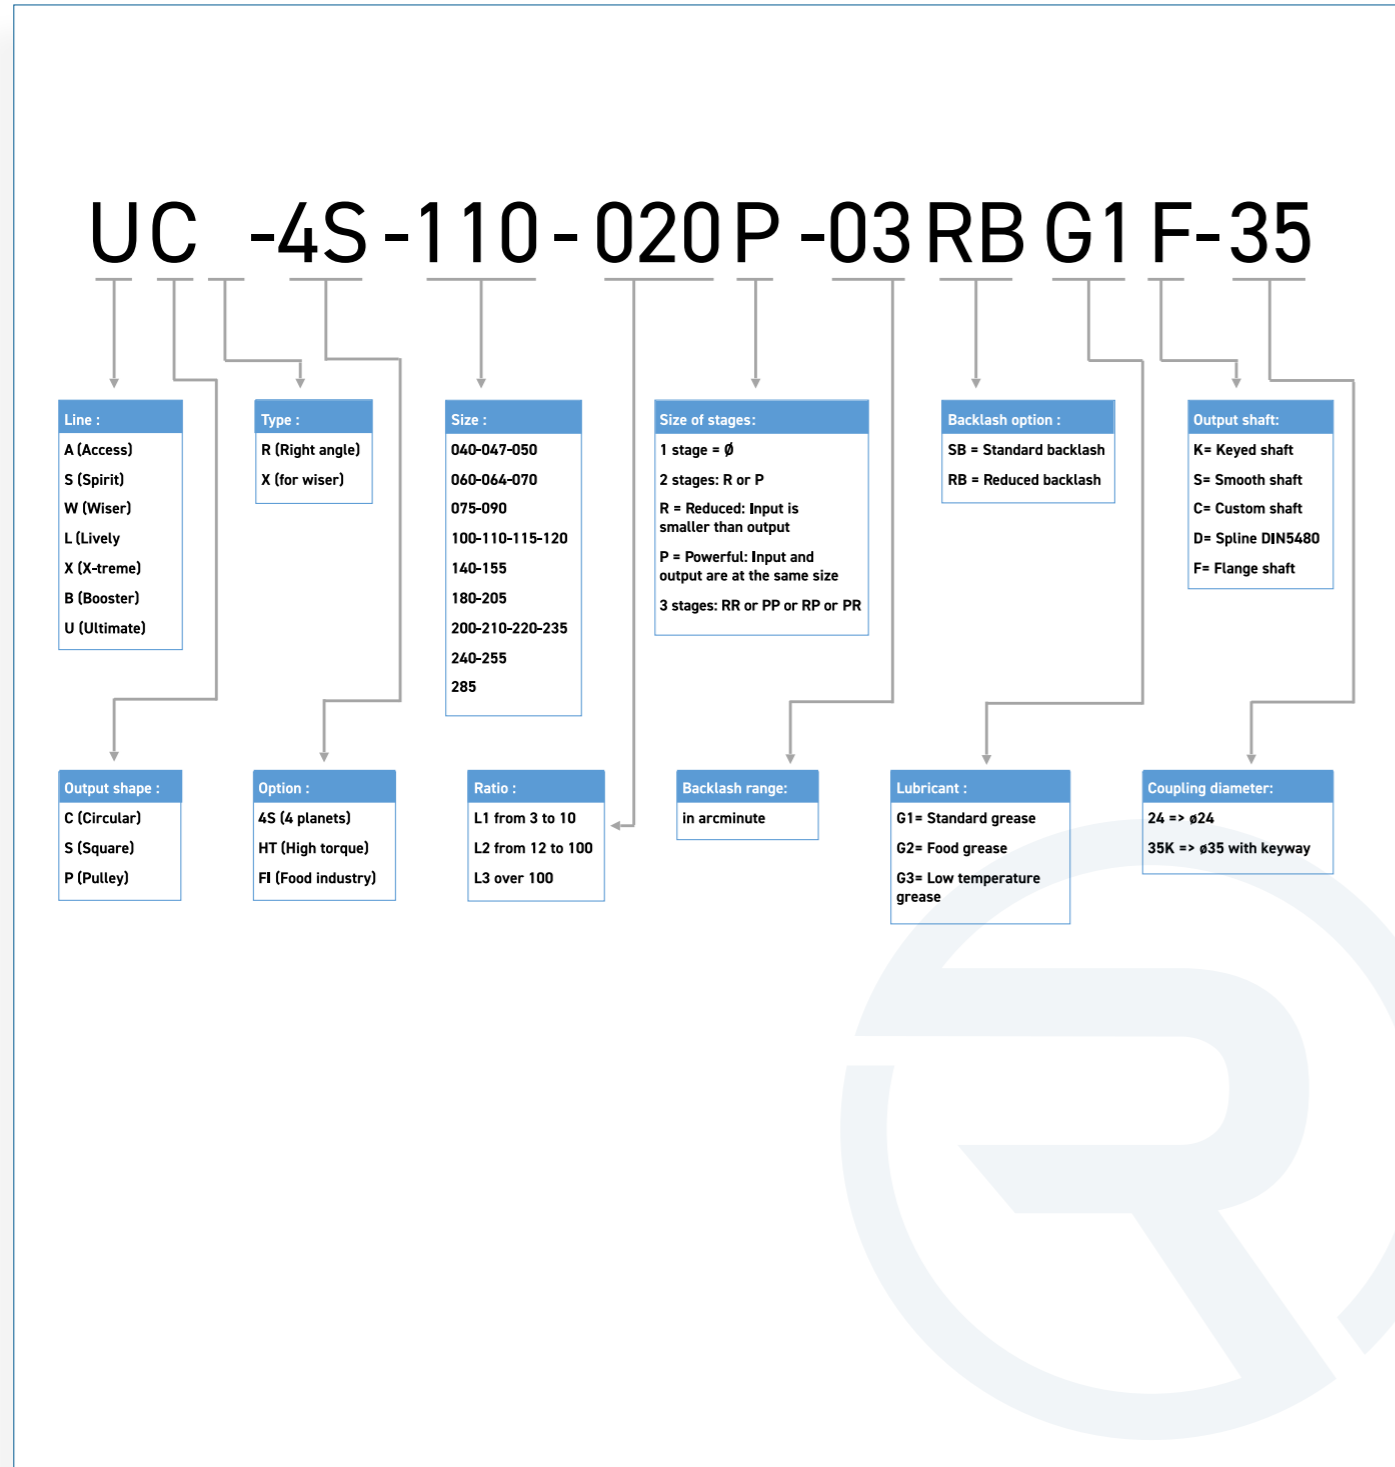 UC -4S-110-020P-03RBG1F-35
Line :
A (Access)
S (Spirit)
W (Wiser)
L (Lively
X (X-treme)
B (Booster)
U (Ultimate)
Type :
R (Right angle)
X (for wiser)
Size :
040-047-050
060-064-070
075-090
100-110-115-120
140-155
180-205
200-210-220-235
240-255
285
Size of stages:
1 stage = Ø
2 stages: R or P
R = Reduced: Input is
smaller than output
P = Powerful: Input and
output are at the same size
3 stages: RR or PP or RP or PR
Backlash option :
SB = Standard backlash
RB = Reduced backlash
Output shaft:
K= Keyed shaft
S= Smooth shaft
C= Custom shaft
D= Spline DIN5480
F= Flange shaft
Output shape :
C (Circular)
S (Square)
P (Pulley)
Option :
4S (4 planets)
HT (High torque)
FI (Food industry)
Ratio :
L1 from 3 to 10
L2 from 12 to 100
L3 over 100
Backlash range:
in arcminute
Lubricant :
G1= Standard grease
G2= Food grease
G3= Low temperature
grease
Coupling diameter:
24 => ø24
35K => ø35 with keyway